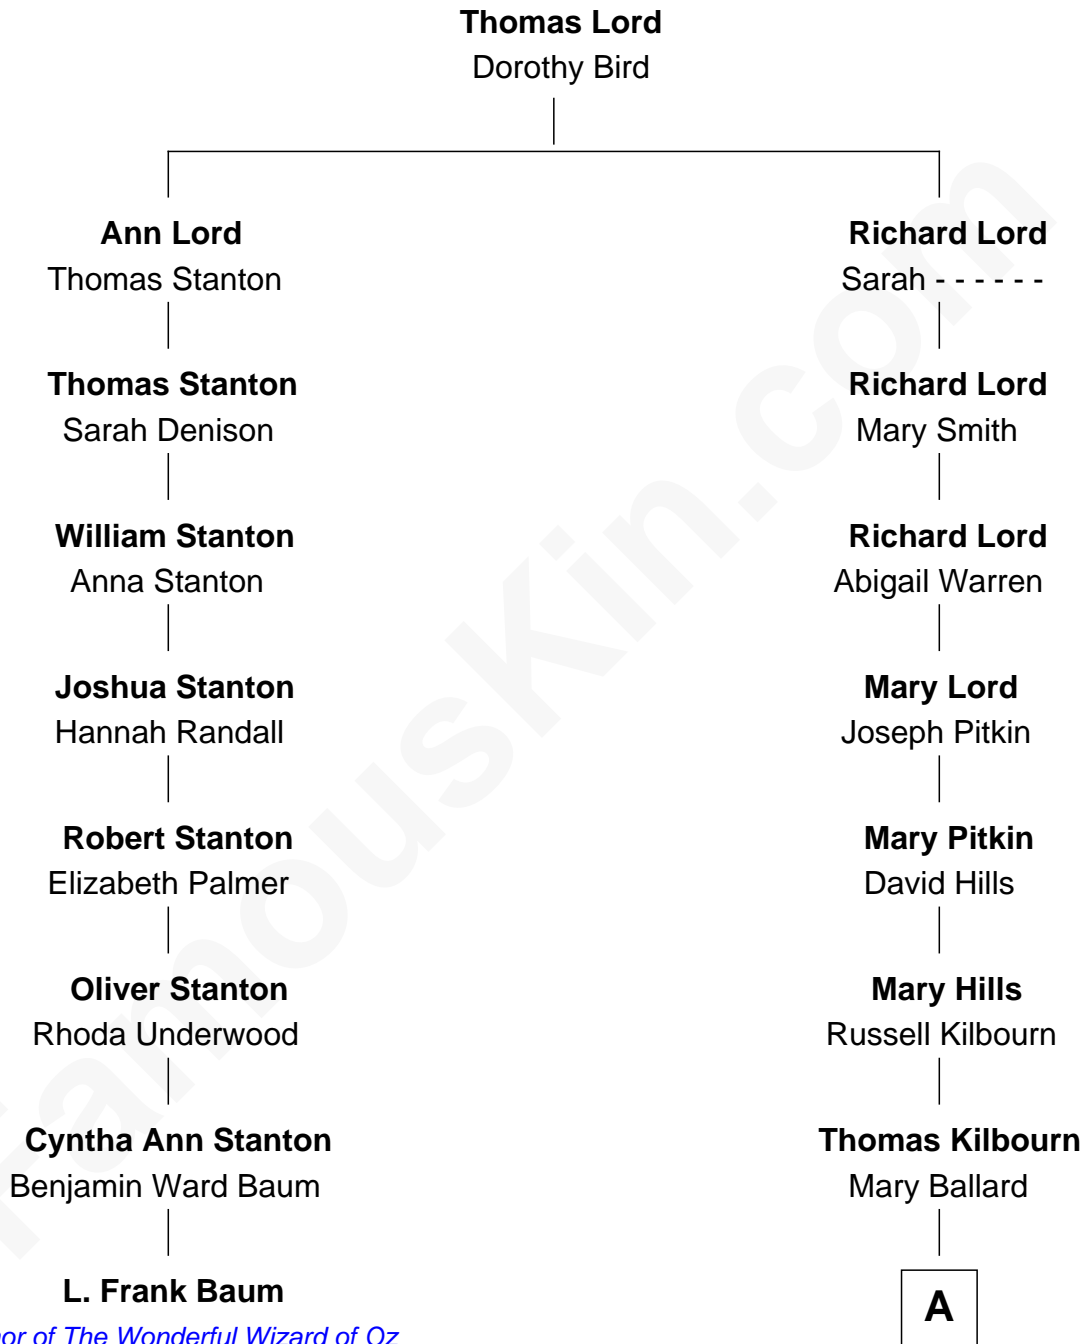 Thomas Lord
Dorothy Bird
Ann Lord
Thomas Stanton
Richard Lord
Sarah - - - - - -
Thomas Stanton
Sarah Denison
Richard Lord
Mary Smith
William Stanton
Anna Stanton
Richard Lord
Abigail Warren
Joshua Stanton
Hannah Randall
Mary Lord
Joseph Pitkin
Robert Stanton
Elizabeth Palmer
Mary Pitkin
David Hills
Oliver Stanton
Rhoda Underwood
Mary Hills
Russell Kilbourn
Cyntha Ann Stanton
Benjamin Ward Baum
Thomas Kilbourn
Mary Ballard
L. Frank Baum
of The Wonderful Wizard of Oz
A
FamousKin.com